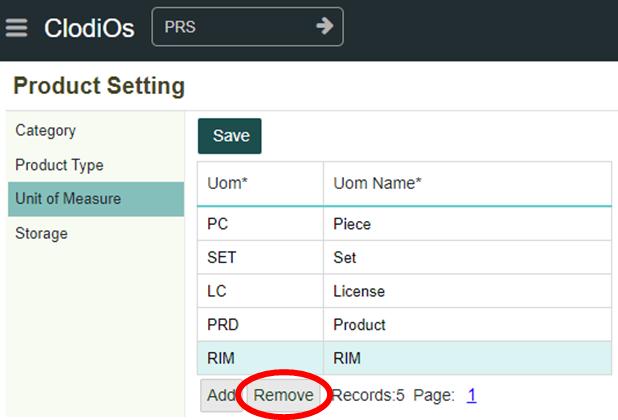 ClodiOs PRS
Product Setting
Category
Product Type
Unit of Measure
Storage
Save
Uom* Uom Name*
PC Piece
SET Set
LC License
PRD Product
RIM RIM
Add Remove Records:5 Page: 1